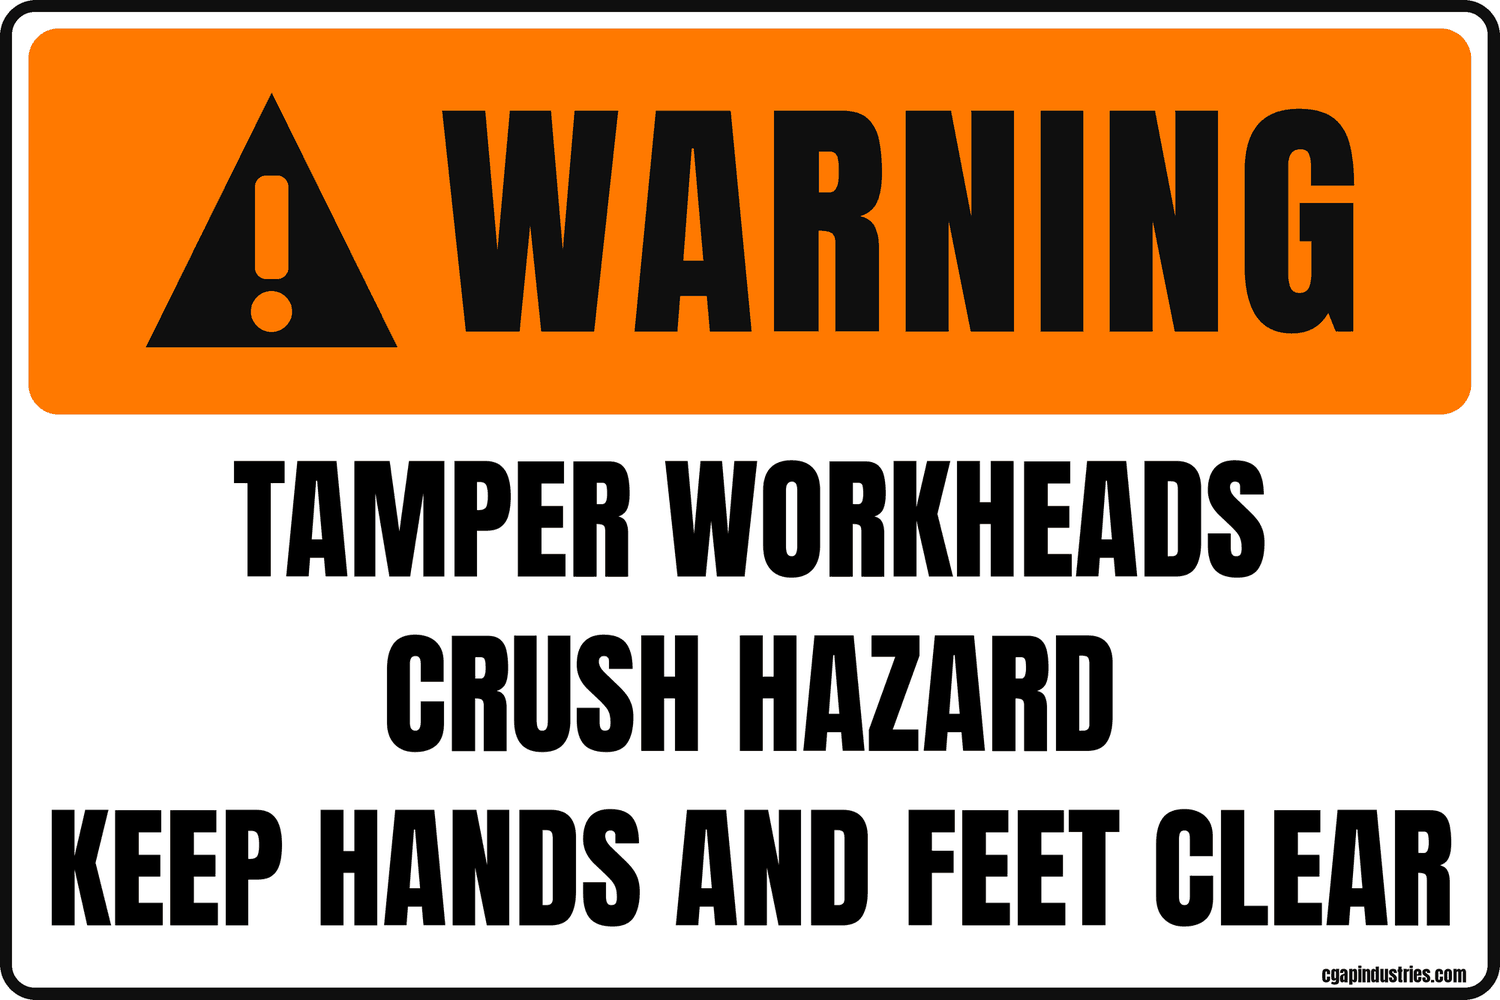 WARNING
TAMPER WORKHEADS
CRUSH HAZARD
KEEP HANDS AND FEET CLEAR
cgapindustries.com